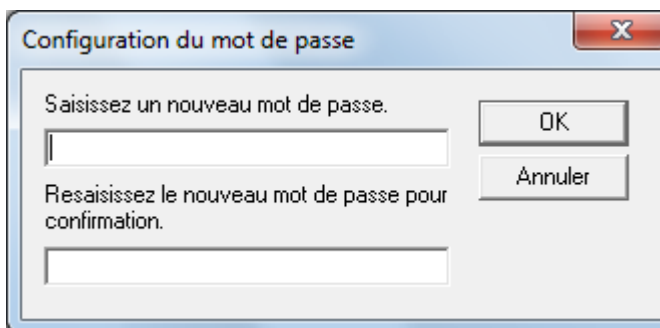 Configuration du mot de passe
Saisissez un nouveau mot de passe.
OK
Annuler
Resaisissez le nouveau mot de passe pour
confirmation.